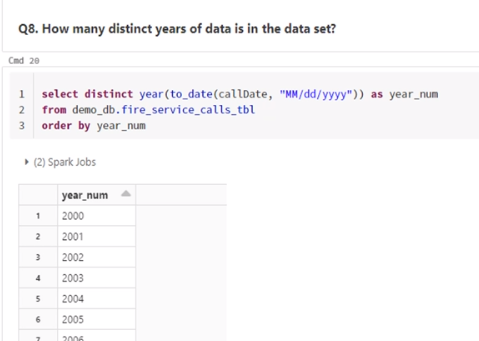 Q8. How many distinct years of data is in the data set?
Cmd 20
1 select distinct year(to_date(callDate, "MM/dd/yyyy")) as year_num
2 from demo_db.fire_service_calls_tbl
3 order by year_num
(2) Spark Jobs
year_num
1 2000
2 2001
3 2002
4 2003
5 2004
6 2005
7 2006